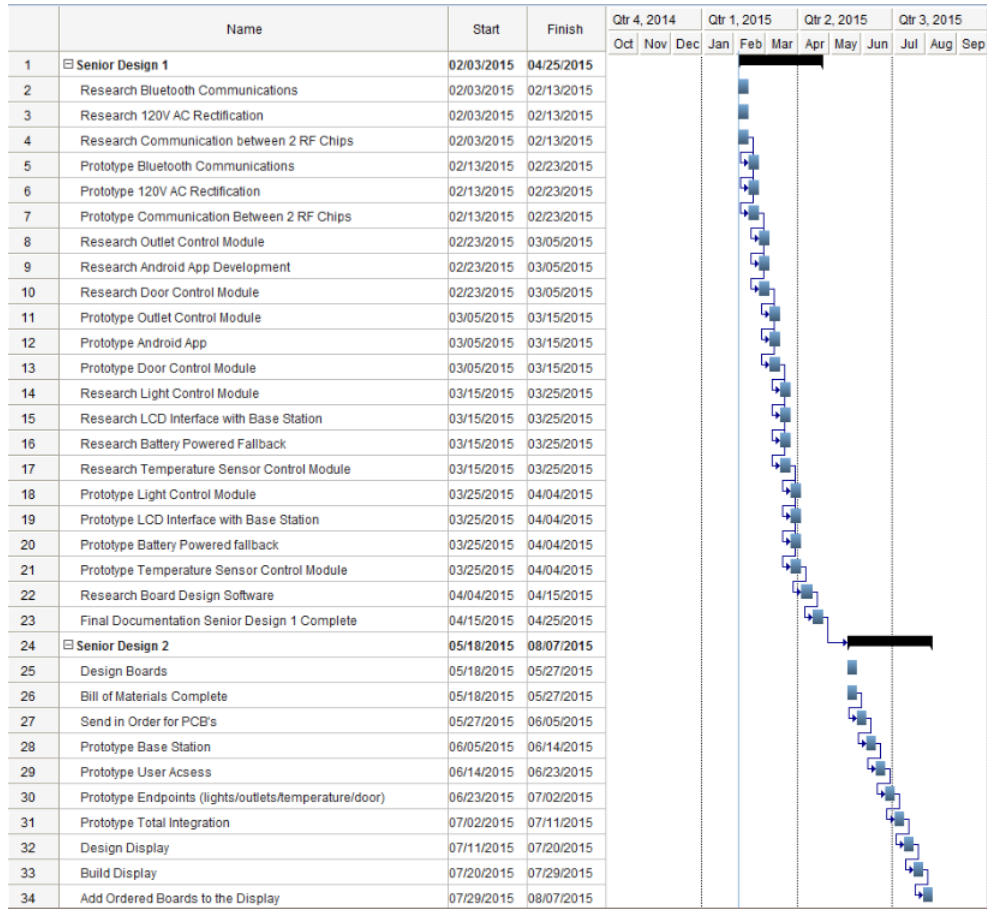 Name Start Finish Qtr 4, 2014 Qtr 1, 2015 Qtr 2, 2015 Qtr 3, 2015
Oct Nov Dec Jan Feb Mar Apr May Jun Jul Aug Sep
1 Senior Design 1 02/03/2015 04/25/2015
2 Research Bluetooth Communications 02/03/2015 02/13/2015
3 Research 120V AC Rectification 02/03/2015 02/13/2015
4 Research Communication between 2 RF Chips 02/03/2015 02/13/2015
5 Prototype Bluetooth Communications 02/13/2015 02/23/2015
6 Prototype 120V AC Rectification 02/13/2015 02/23/2015
7 Prototype Communication Between 2 RF Chips 02/13/2015 02/23/2015
8 Research Outlet Control Module 02/23/2015 03/05/2015
9 Research Android App Development 02/23/2015 03/05/2015
10 Research Door Control Module 02/23/2015 03/05/2015
11 Prototype Outlet Control Module 03/05/2015 03/15/2015
12 Prototype Android App 03/05/2015 03/15/2015
13 Prototype Door Control Module 03/05/2015 03/15/2015
14 Research Light Control Module 03/15/2015 03/25/2015
15 Research LCD Interface with Base Station 03/15/2015 03/25/2015
16 Research Battery Powered Fallback 03/15/2015 03/25/2015
17 Research Temperature Sensor Control Module 03/15/2015 03/25/2015
18 Prototype Light Control Module 03/25/2015 04/04/2015
19 Prototype LCD Interface with Base Station 03/25/2015 04/04/2015
20 Prototype Battery Powered fallback 03/25/2015 04/04/2015
21 Prototype Temperature Sensor Control Module 03/25/2015 04/04/2015
22 Research Board Design Software 04/04/2015 04/15/2015
23 Final Documentation Senior Design 1 Complete 04/15/2015 04/25/2015
24 Senior Design 2 05/18/2015 08/07/2015
25 Design Boards 05/18/2015 05/27/2015
26 Bill of Materials Complete 05/18/2015 05/27/2015
27 Send in Order for PCB's 05/27/2015 06/05/2015
28 Prototype Base Station 06/05/2015 06/14/2015
29 Prototype User Acsess 06/14/2015 06/23/2015
30 Prototype Endpoints (lights/outlets/temperature/door) 06/23/2015 07/02/2015
31 Prototype Total Integration 07/02/2015 07/11/2015
32 Design Display 07/11/2015 07/20/2015
33 Build Display 07/20/2015 07/29/2015
34 Add Ordered Boards to the Display 07/29/2015 08/07/2015